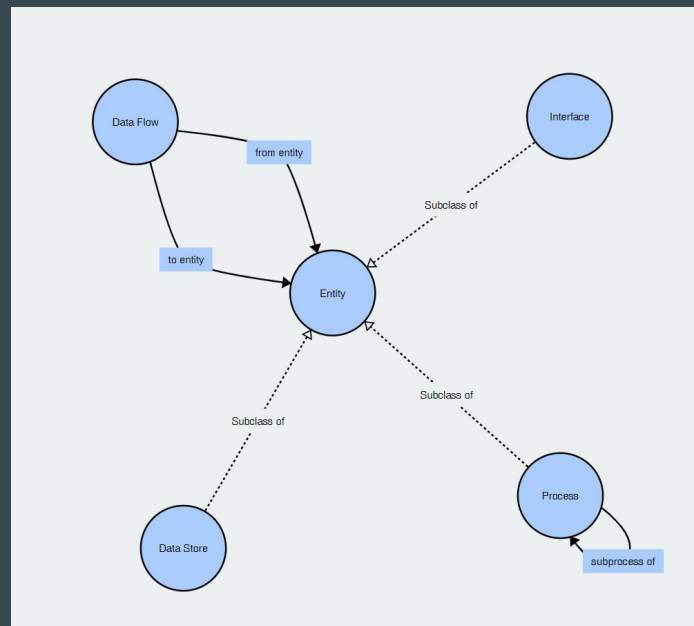 Data Flow
Interface
from entity
Subclass of
to entity
Entity
Subclass of
Subclass of
Process
Data Store
subprocess of